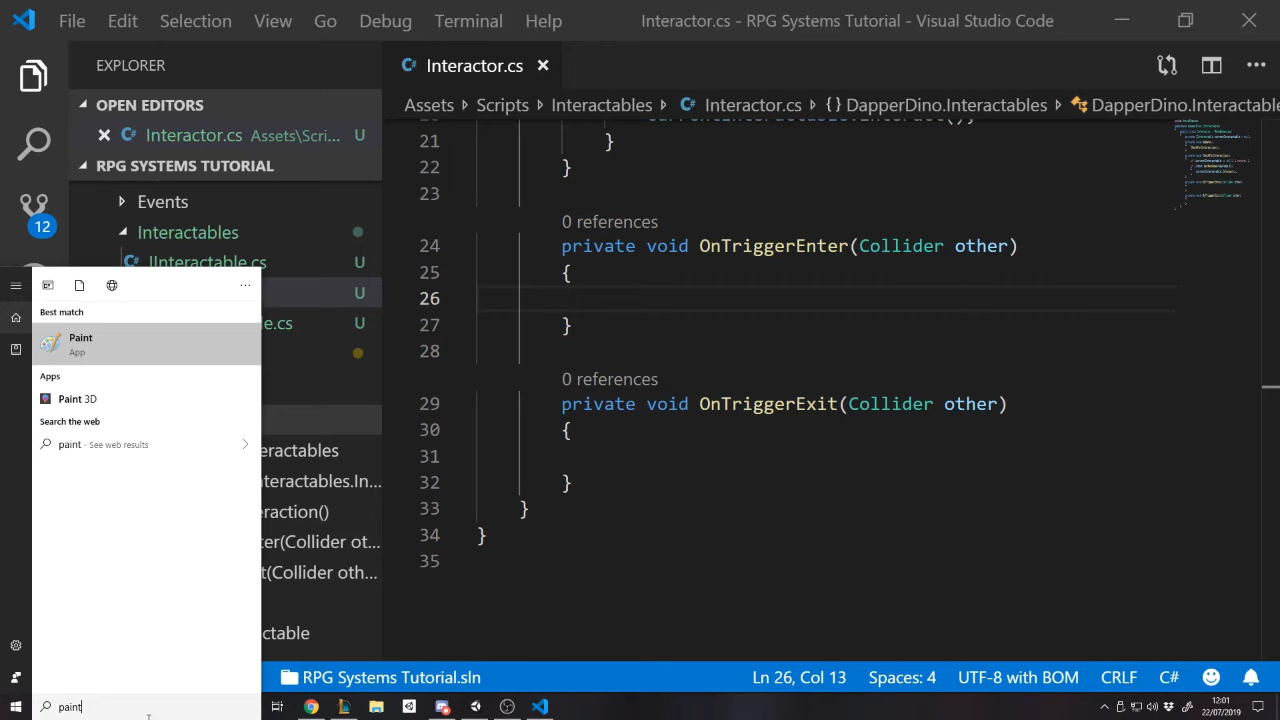 File Edit Selection View Go Debug Terminal Help
Interactor.cs - RPG Systems Tutorial - Visual Studio Code
EXPLORER
OPEN EDITORS
Interactor.cs Assets\Scri... U
RPG SYSTEMS TUTORIAL
Events
Interactables
IInteractable.cs U
U
le.cs U
12
Interactor.cs
Assets Scripts Interactables Interactor.cs {} DapperDino.Interactables DapperDino.Interactable
21 }
22 }
23
0 references
24 private void OnTriggerEnter(Collider other)
25 {
26
27 }
28
0 references
29 private void OnTriggerExit(Collider other)
30 {
31
32 }
33 }
34 }
35
...
Best match
Paint
App
Apps
Paint 3D
Search the web
paint - See web results
paint
eractables
teractables.In...
eraction()
ter(Collider ot...
t(Collider oth...
ctable
RPG Systems Tutorial.sln
Ln 26, Col 13 Spaces: 4 UTF-8 with BOM CRLF C#
12:01
22/07/2019